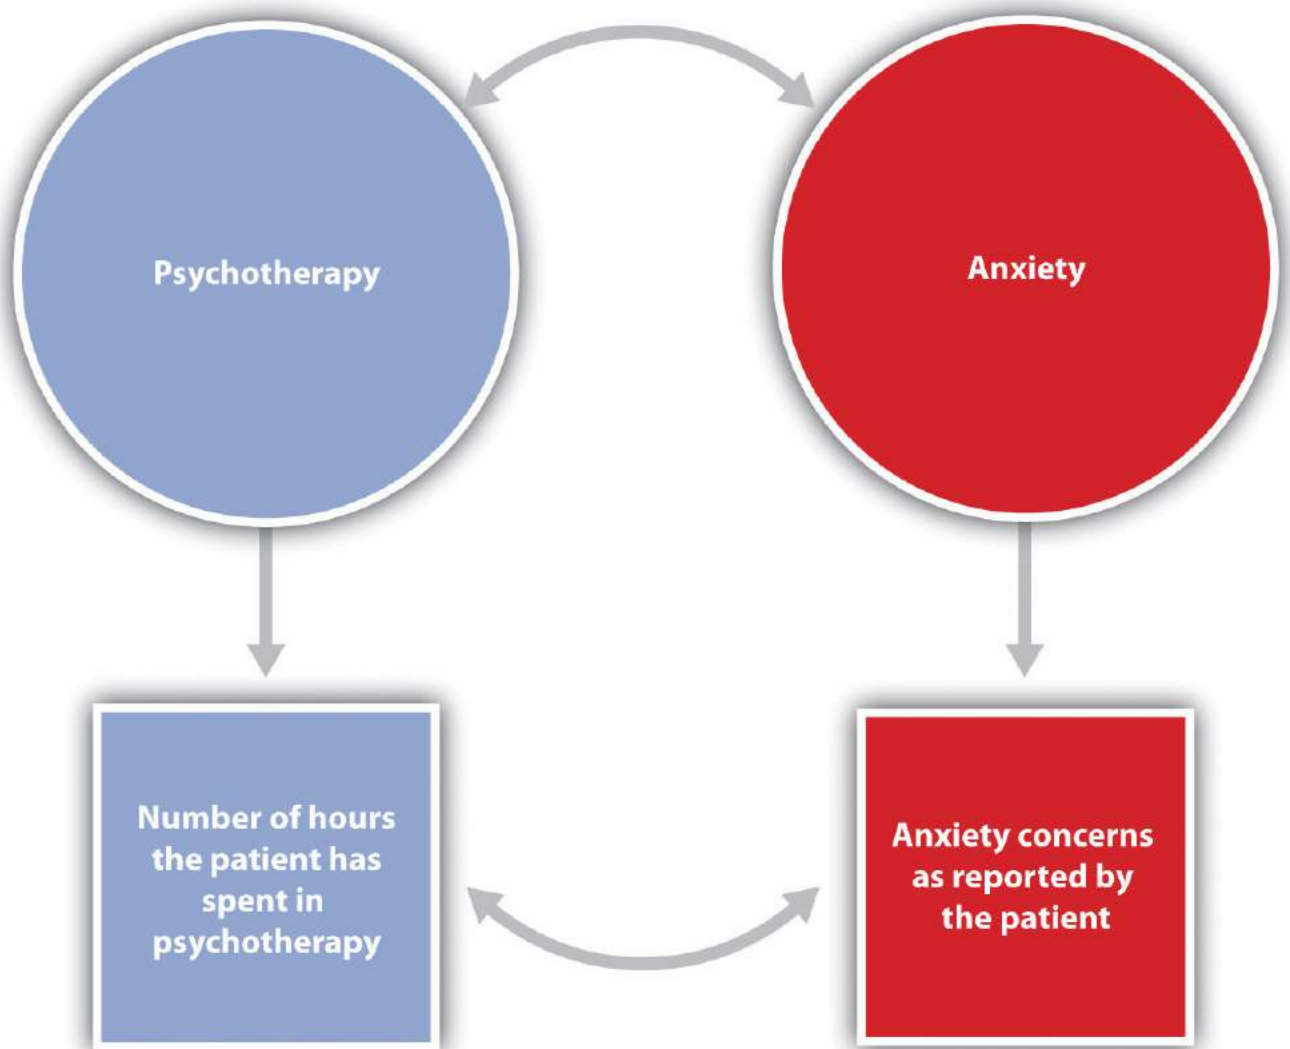 Psychotherapy
Anxiety
Number of hours
the patient has
spent in
psychotherapy
Anxiety concerns
as reported by
the patient